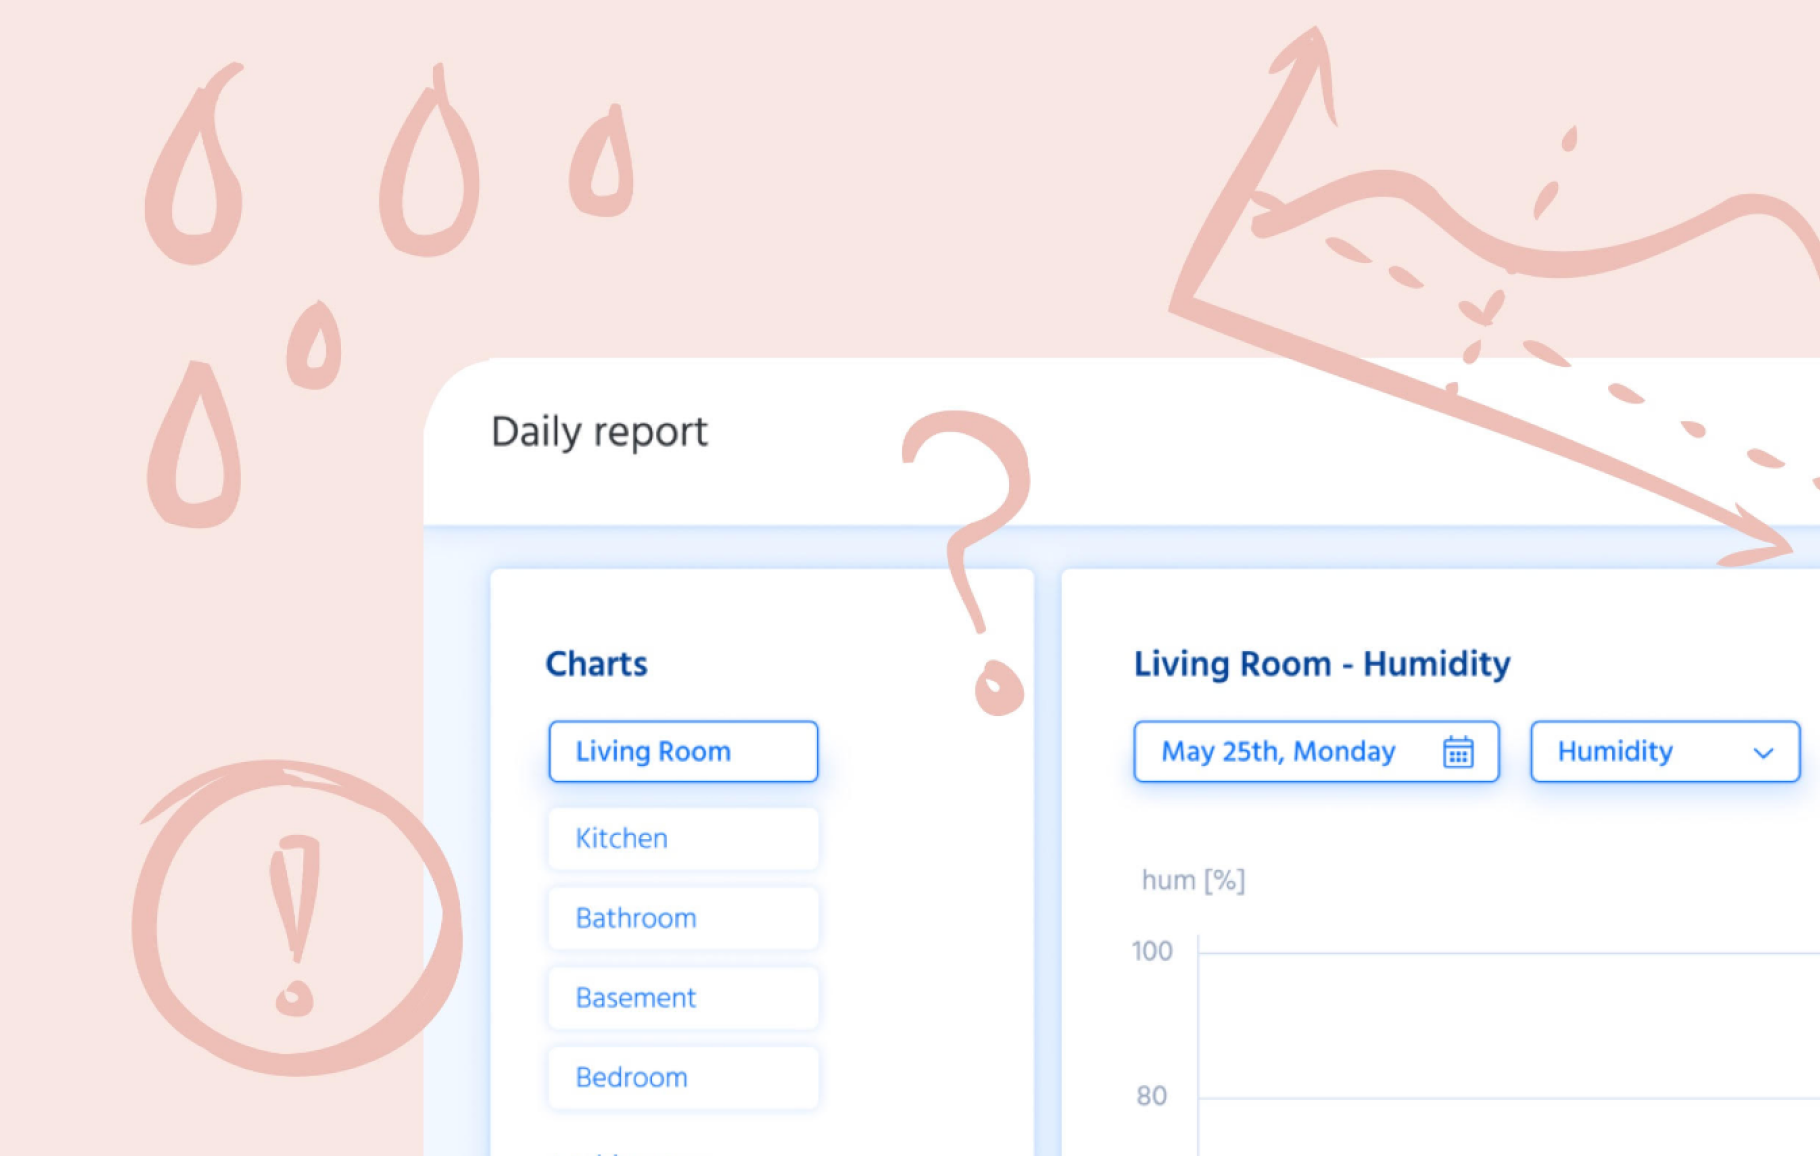 Daily report
Charts
Living Room
Kitchen
Bathroom
Basement
Bedroom
Living Room - Humidity
May 25th, Monday
Humidity
hum [%]
100
80